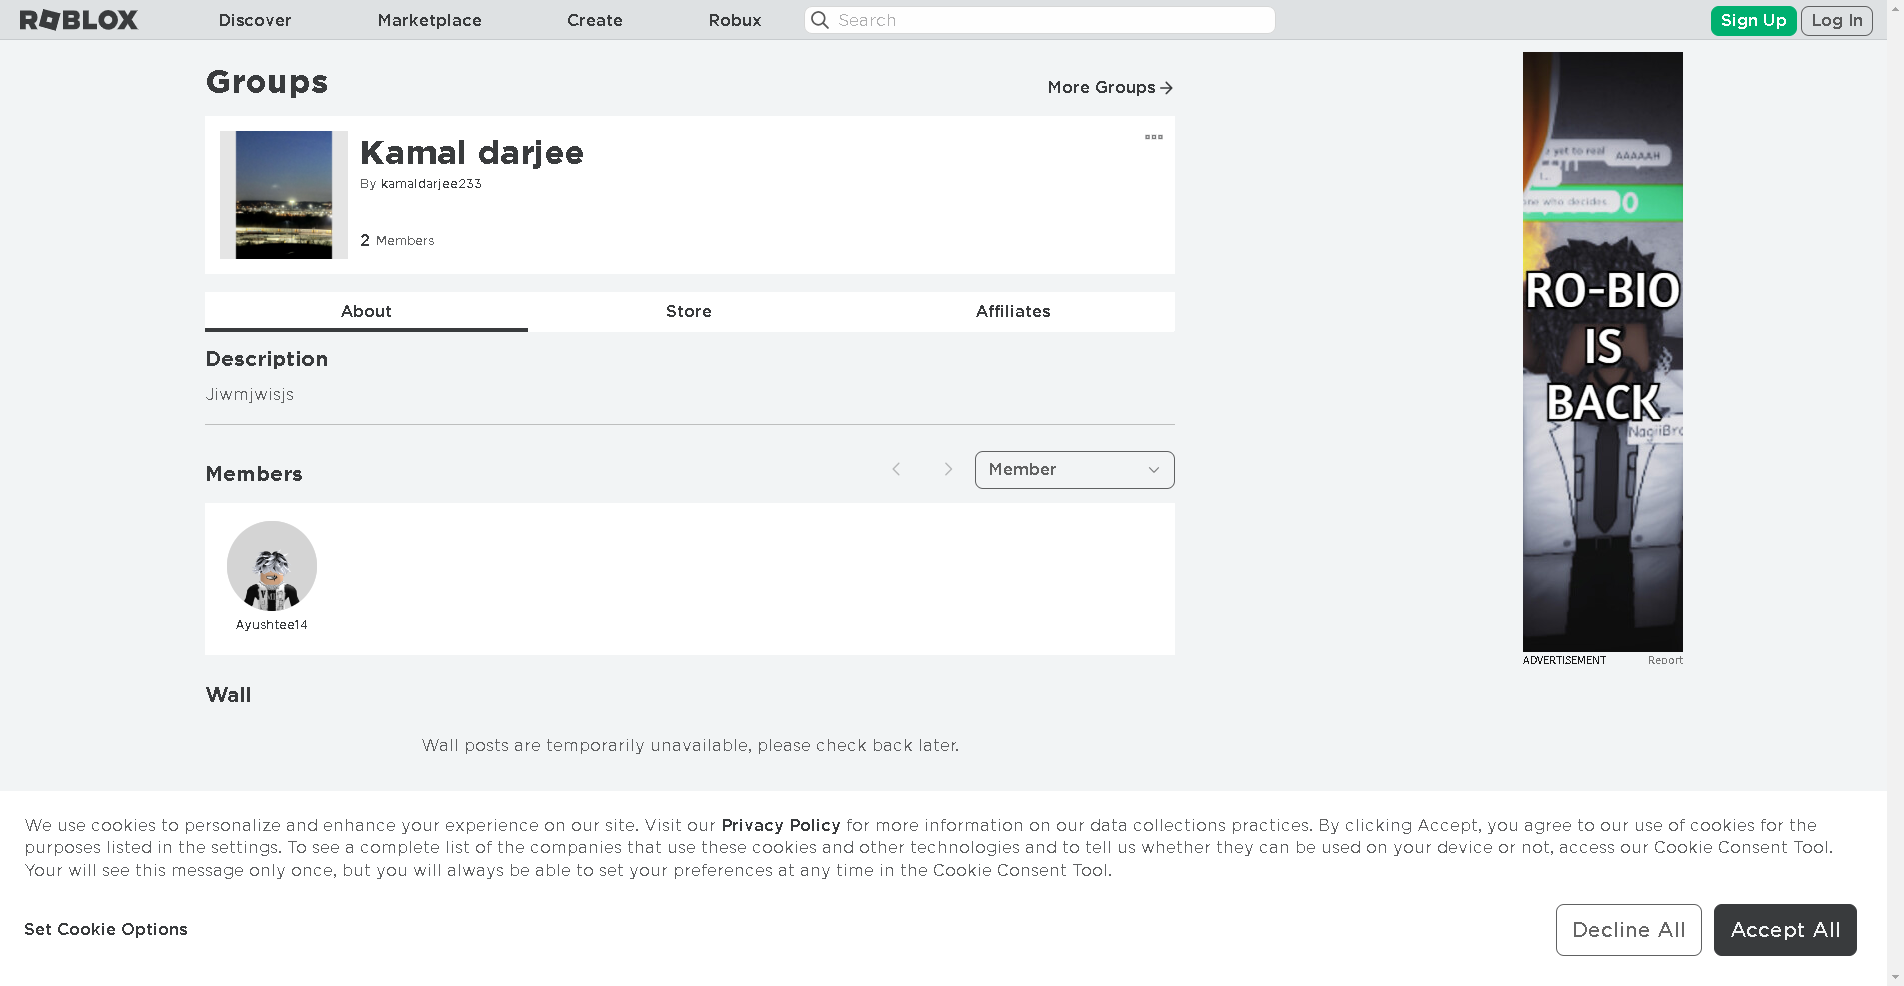 ROBLOX Discover Marketplace Create Robux Search Sign Up Log In
Groups
More Groups
Kamal darjee
By kamaldarjee233
2 Members
About Store Affiliates
Description
Jiwmjwisjs
Members
Member
Ayushtee14
Wall
Wall posts are temporarily unavailable, please check back later.
yet to real
AAAAAH
one who decides..
RO-BIO
IS
BACK
ADVERTISEMENT Report
We use cookies to personalize and enhance your experience on our site. Visit our Privacy Policy for more information on our data collections practices. By clicking Accept, you agree to our use of cookies for the
purposes listed in the settings. To see a complete list of the companies that use these cookies and other technologies and to tell us whether they can be used on your device or not, access our Cookie Consent Tool.
Your will see this message only once, but you will always be able to set your preferences at any time in the Cookie Consent Tool.
Set Cookie Options
Decline All Accept All